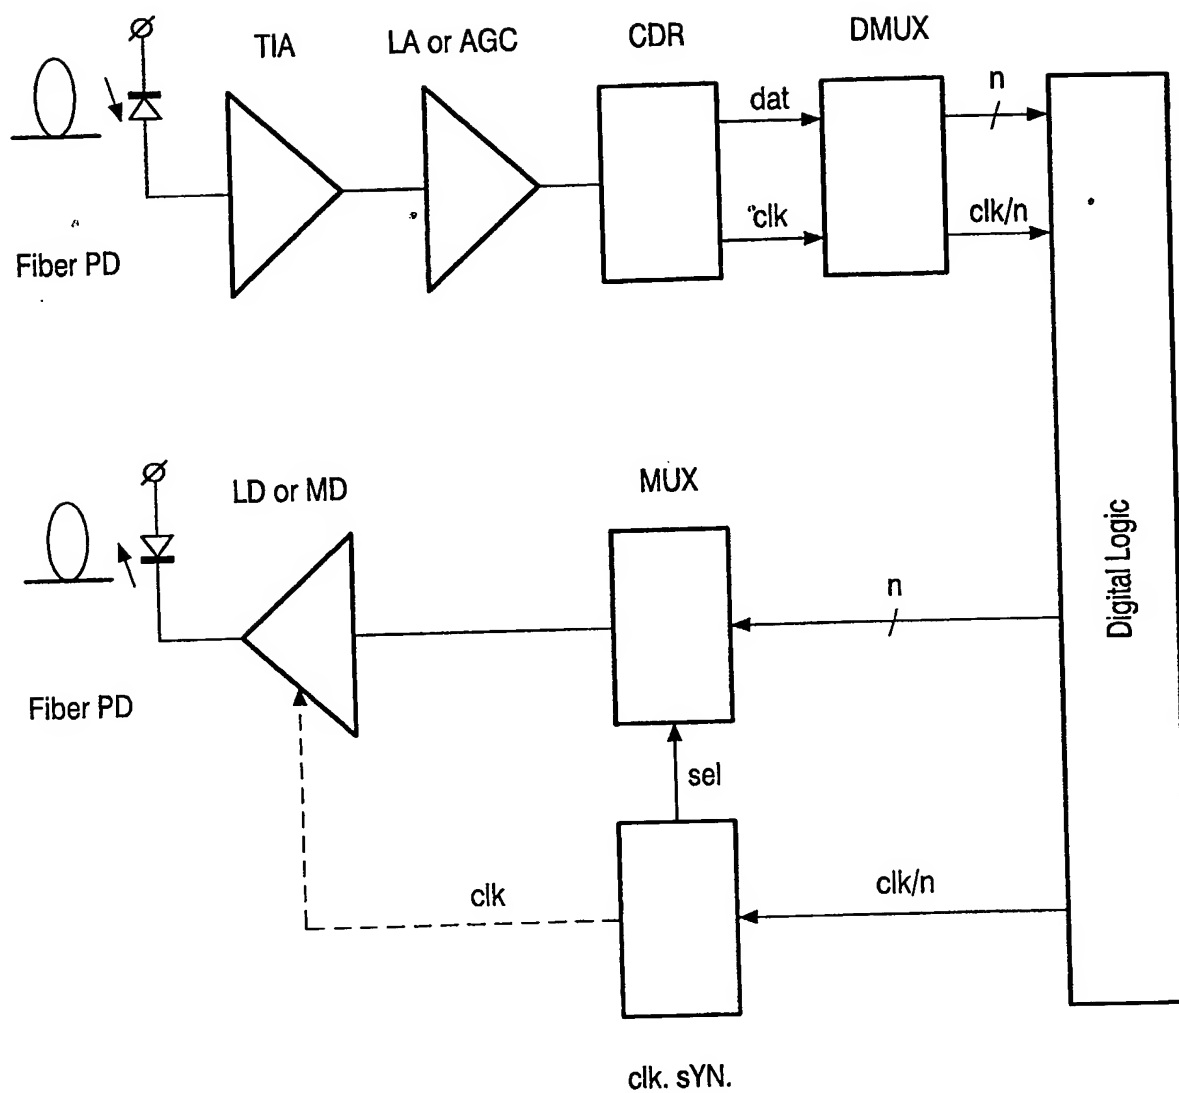 TIA
LA or AGC
CDR
DMUX
dat
n
clk
clk/n
Fiber PD
LD or MD
MUX
n
Digital Logic
Fiber PD
sel
clk
clk/n
clk. sYN.